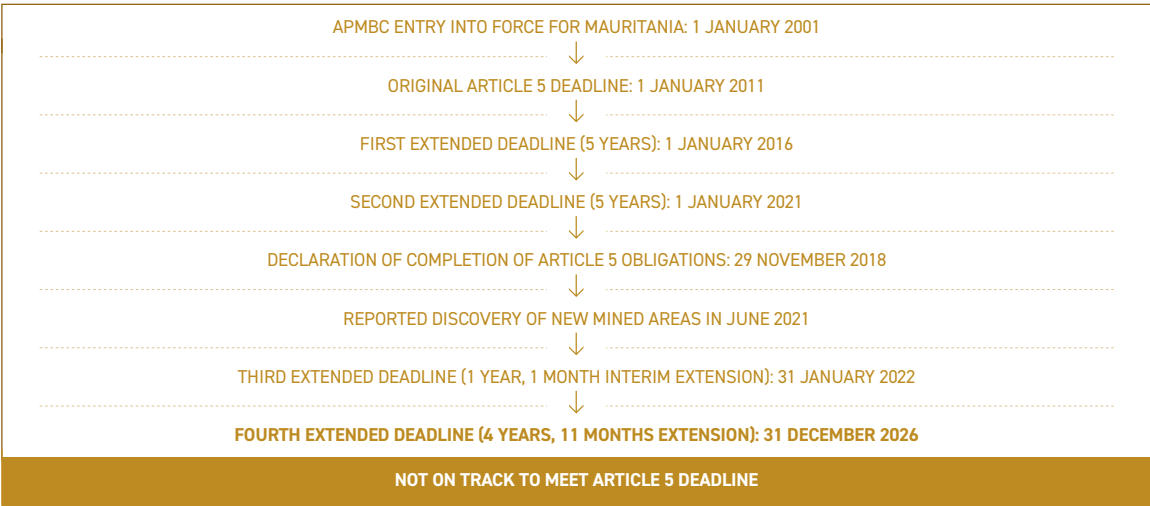 APMBC ENTRY INTO FORCE FOR MAURITANIA: 1 JANUARY 2001
ORIGINAL ARTICLE 5 DEADLINE: 1 JANUARY 2011
FIRST EXTENDED DEADLINE (5 YEARS): 1 JANUARY 2016
SECOND EXTENDED DEADLINE (5 YEARS): 1 JANUARY 2021
DECLARATION OF COMPLETION OF ARTICLE 5 OBLIGATIONS: 29 NOVEMBER 2018
REPORTED DISCOVERY OF NEW MINED AREAS IN JUNE 2021
THIRD EXTENDED DEADLINE (1 YEAR, 1 MONTH INTERIM EXTENSION): 31 JANUARY 2022
FOURTH EXTENDED DEADLINE (4 YEARS, 11 MONTHS EXTENSION): 31 DECEMBER 2026
NOT ON TRACK TO MEET ARTICLE 5 DEADLINE